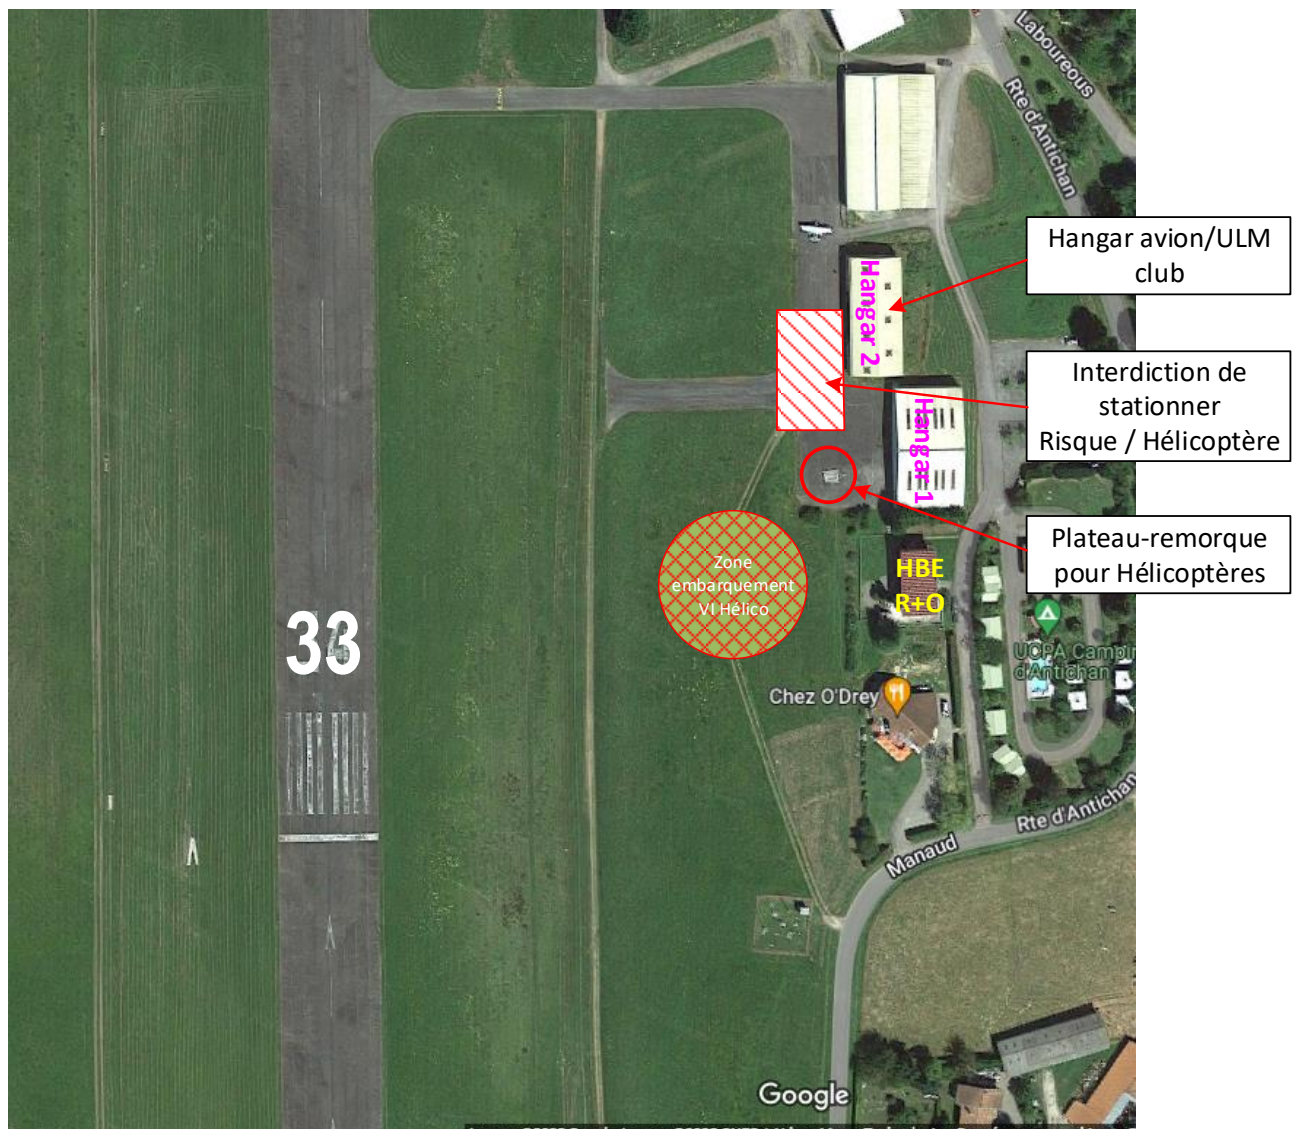 Laboureous
Rte d'Antichan
Hangar avion/ULM
club
Hangar 2
Interdiction de
stationner
Risque / Hélicoptère
Hangar 1
Plateau-remorque
pour Hélicoptères
Zone
embarquement
VI Hélico
HBE
R+O
33
UCPA Campin
d'Antichan
Chez O'Drey
Rte d'Antichan
Manaud
Google